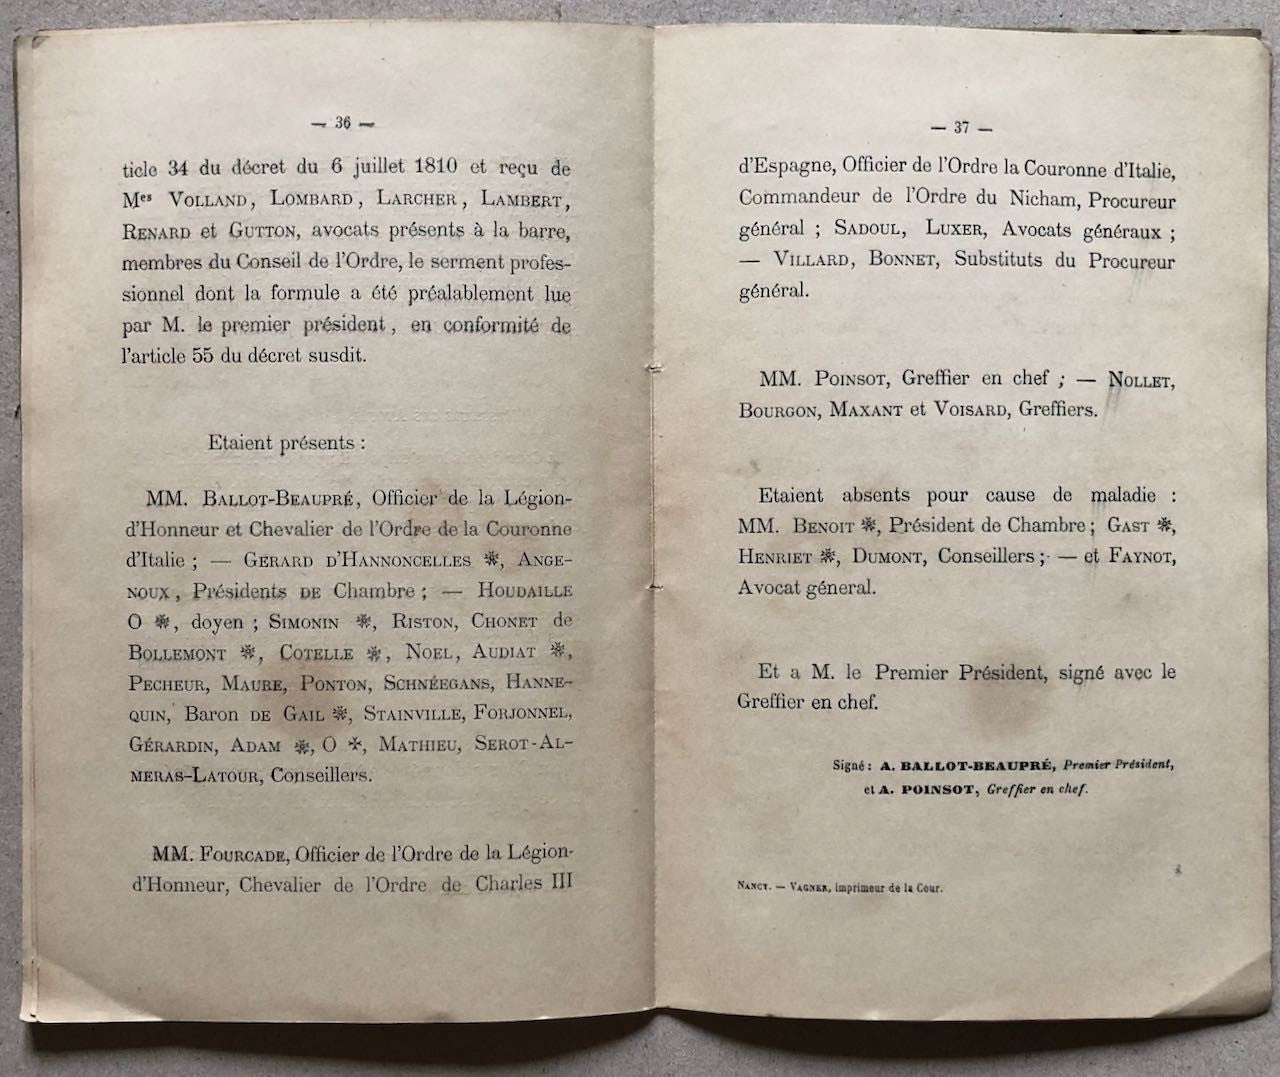 — 36 —
ticle 34 du décret du 6 juillet 1810 et reçu de
Mes VOLLAND, LOMBARD, LARCHER, LAMBERT,
RENARD et GUTTON, avocats présents à la barre,
membres du Conseil de l'Ordre, le serment profes-
sionnel dont la formule a été préalablement lue
par M. le premier président, en conformité de
l'article 55 du décret susdit.
Etaient présents :
MM. BALLOT-BEAUPRÉ, Officier de la Légion-
d'Honneur et Chevalier de l'Ordre de la Couronne
d'Italie ; — GERARD D'HANNONCELLES ❋, ANGE-
NOUX, Présidents DE Chambre ; — HOUDAILLE
O ❋, doyen ; SIMONIN ❋, RISTON, CHONET de
BOLLEMONT ❋, COTELLE ❋, NOEL, AUDIAT ❋,
PECHEUR, MAURE, PONTON, SCHNÉEGANS, HANNE-
QUIN, Baron DE GAIL ❋, STAINVILLE, FORJONNEL,
GÉRARDIN, ADAM ❋, O ✠, MATHIEU, SEROT-AL-
MERAS-LATOUR, Conseillers.
MM. FOURCADE, Officier de l'Ordre de la Légion-
d'Honneur, Chevalier de l'Ordre de Charles III
— 37 —
d'Espagne, Officier de l'Ordre la Couronne d'Italie,
Commandeur de l'Ordre du Nicham, Procureur
général ; SADOUL, LUXER, Avocats généraux ;
— VILLARD, BONNET, Substituts du Procureur
général.
MM. POINSOT, Greffier en chef ; — NOLLET,
BOURGON, MAXANT et VOISARD, Greffiers.
Etaient absents pour cause de maladie :
MM. BENOIT ❋, Président de Chambre ; GAST ❋,
HENRIET ❋, DUMONT, Conseillers ; — et FAYNOT,
Avocat géneral.
Et a M. le Premier Président, signé avec le
Greffier en chef.
Signé : A. BALLOT-BEAUPRÉ, Premier Président,
et A. POINSOT, Greffier en chef.
NANCY. — VAGNER, imprimeur de la Cour.